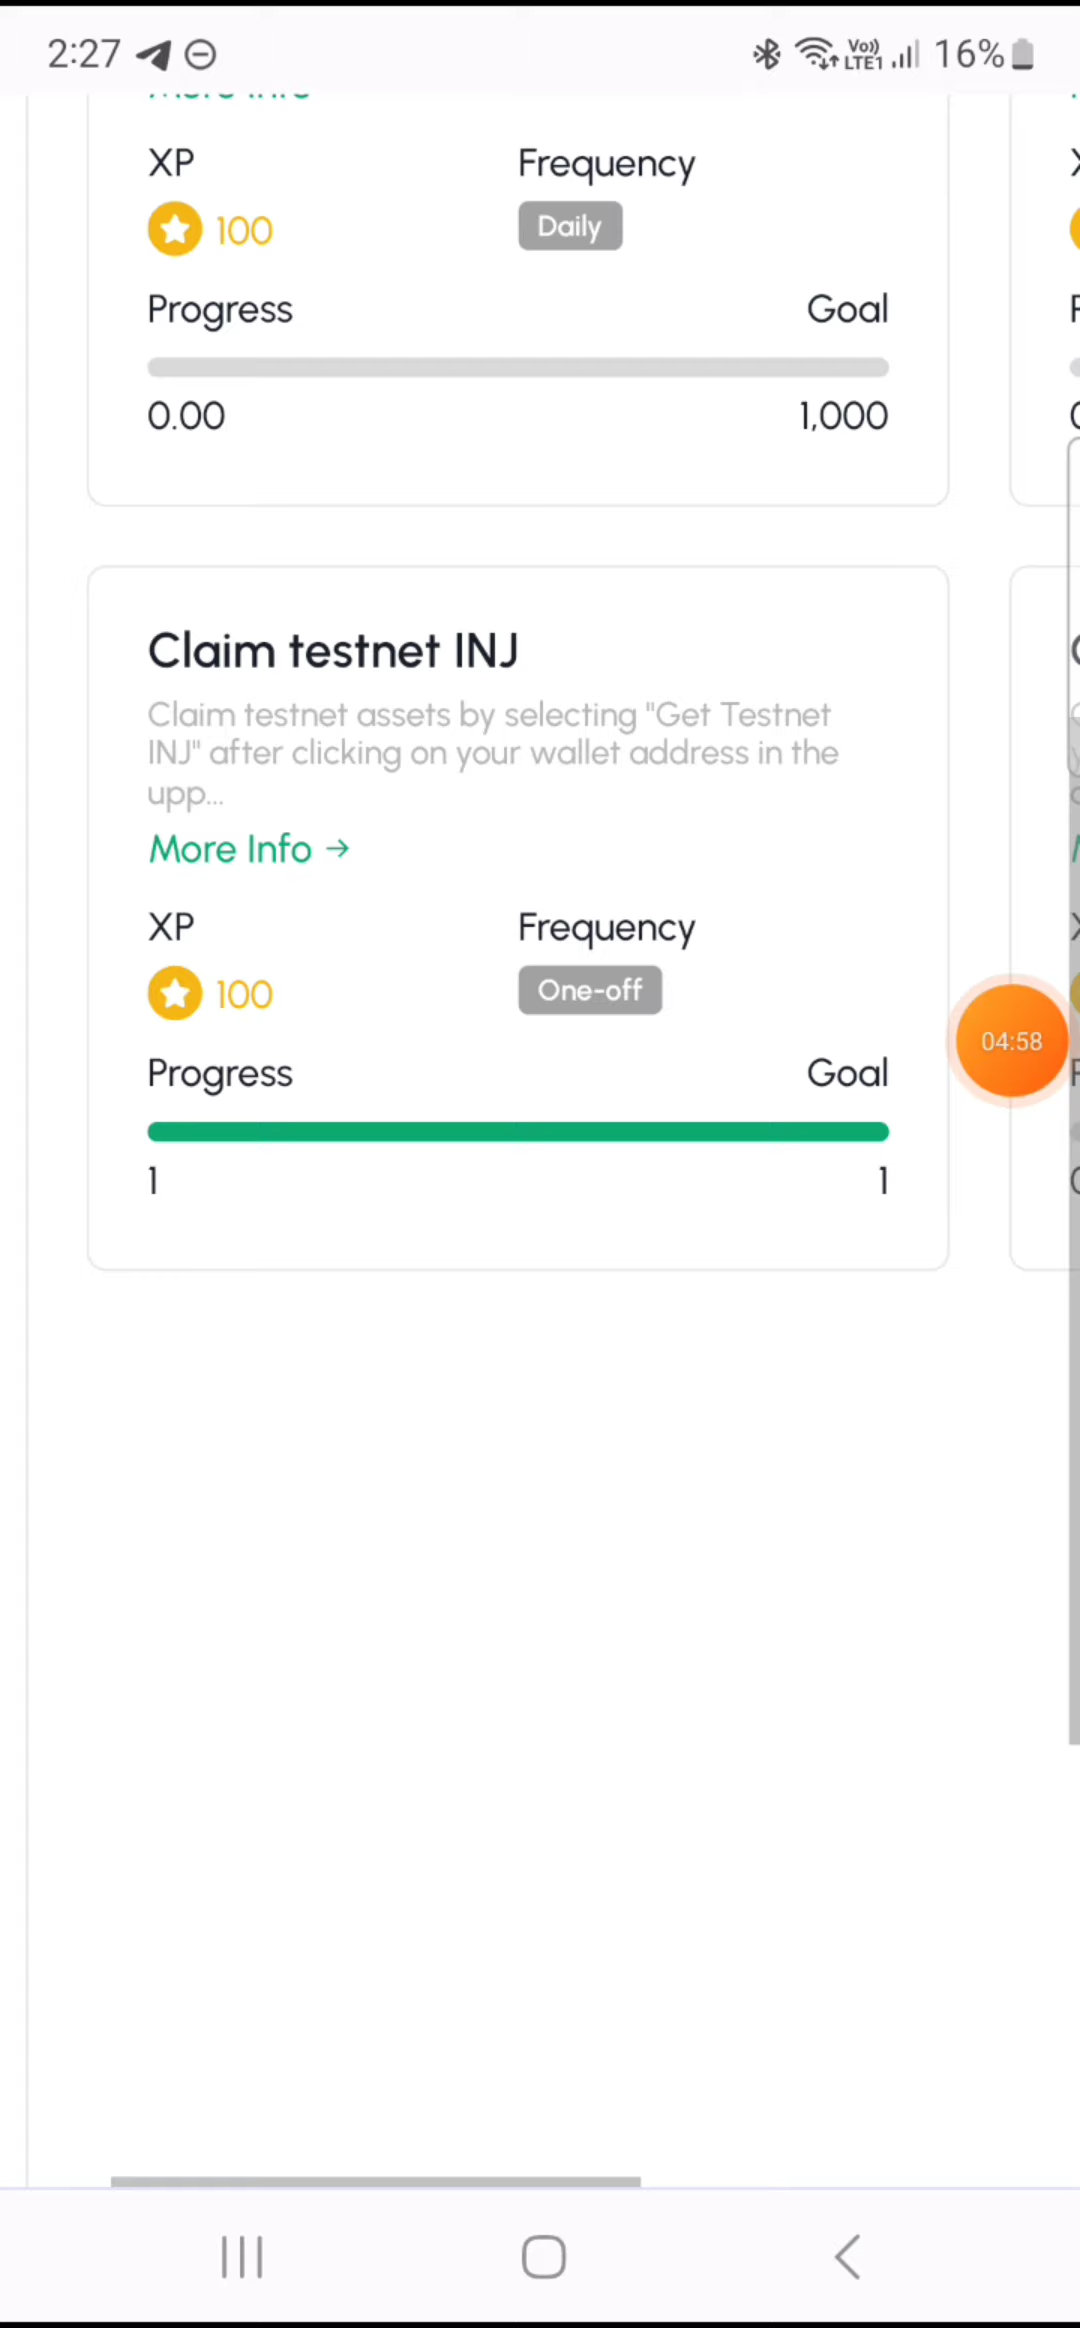 2:27 Vo)) LTE1 16%
XP Frequency
100 Daily
Progress Goal
0.00 1,000
Claim testnet INJ
Claim testnet assets by selecting "Get Testnet
INJ" after clicking on your wallet address in the
upp...
More Info →
XP Frequency
100 One-off
04:58
Progress Goal
1 1